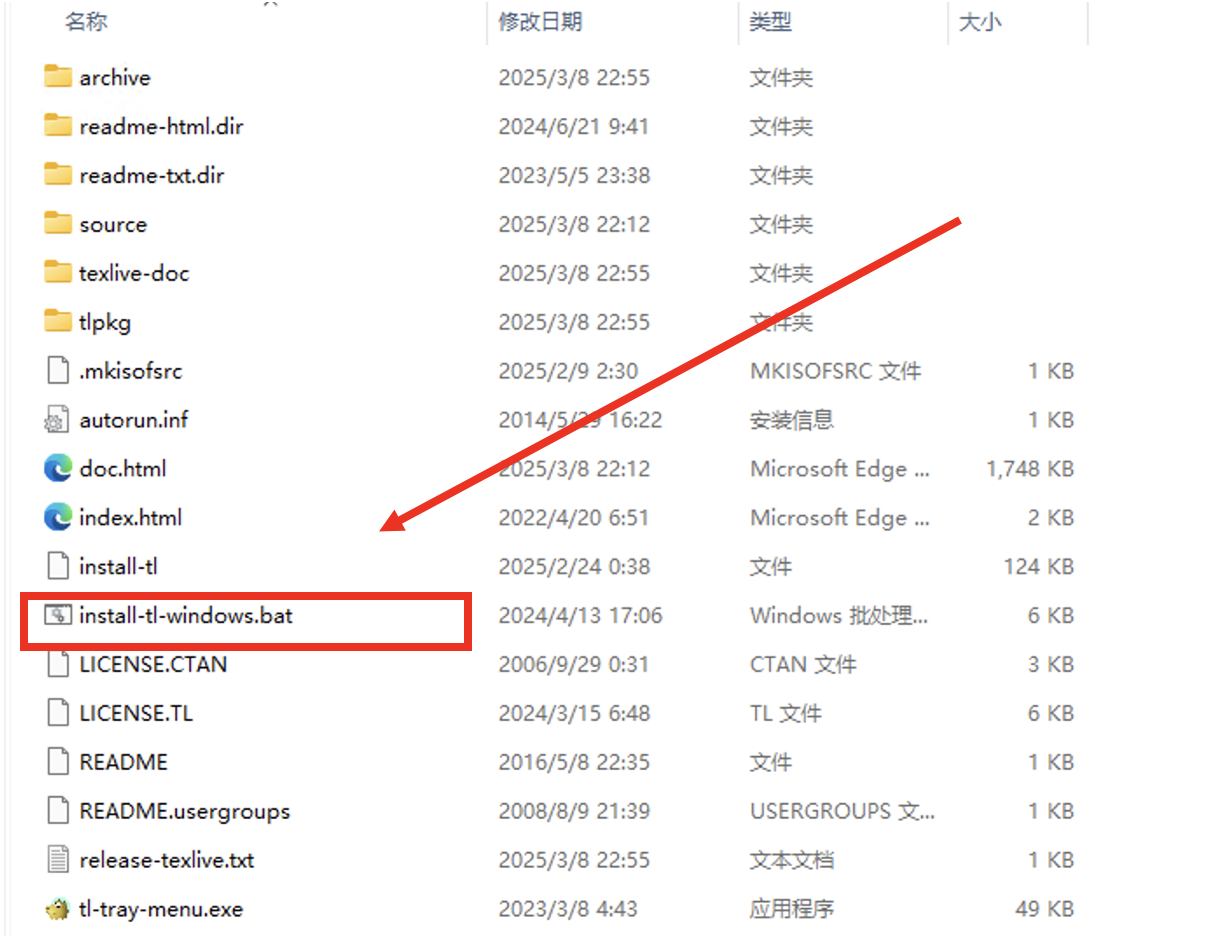 名称 修改日期 类型 大小
archive 2025/3/8 22:55 文件夹
readme-html.dir 2024/6/21 9:41 文件夹
readme-txt.dir 2023/5/5 23:38 文件夹
source 2025/3/8 22:12 文件夹
texlive-doc 2025/3/8 22:55 文件夹
tlpkg 2025/3/8 22:55 文件夹
.mkisofsrc 2025/2/9 2:30 MKISOFSRC 文件 1 KB
autorun.inf 2014/5/29 16:22 安装信息 1 KB
doc.html 2025/3/8 22:12 Microsoft Edge ... 1,748 KB
index.html 2022/4/20 6:51 Microsoft Edge ... 2 KB
install-tl 2025/2/24 0:38 文件 124 KB
install-tl-windows.bat 2024/4/13 17:06 Windows 批处理... 6 KB
LICENSE.CTAN 2006/9/29 0:31 CTAN 文件 3 KB
LICENSE.TL 2024/3/15 6:48 TL 文件 6 KB
README 2016/5/8 22:35 文件 1 KB
README.usergroups 2008/8/9 21:39 USERGROUPS 文... 1 KB
release-texlive.txt 2025/3/8 22:55 文本文档 1 KB
tl-tray-menu.exe 2023/3/8 4:43 应用程序 49 KB